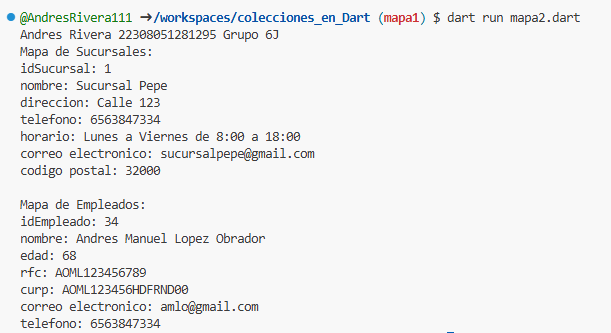 @AndresRivera111 →/workspaces/colecciones_en_Dart (mapa1) $ dart run mapa2.dart
Andres Rivera 22308051281295 Grupo 6J
Mapa de Sucursales:
idSucursal: 1
nombre: Sucursal Pepe
direccion: Calle 123
telefono: 6563847334
horario: Lunes a Viernes de 8:00 a 18:00
correo electronico: sucursalpepe@gmail.com
codigo postal: 32000

Mapa de Empleados:
idEmpleado: 34
nombre: Andres Manuel Lopez Obrador
edad: 68
rfc: AOML123456789
curp: AOML123456HDFRND00
correo electronico: amlo@gmail.com
telefono: 6563847334